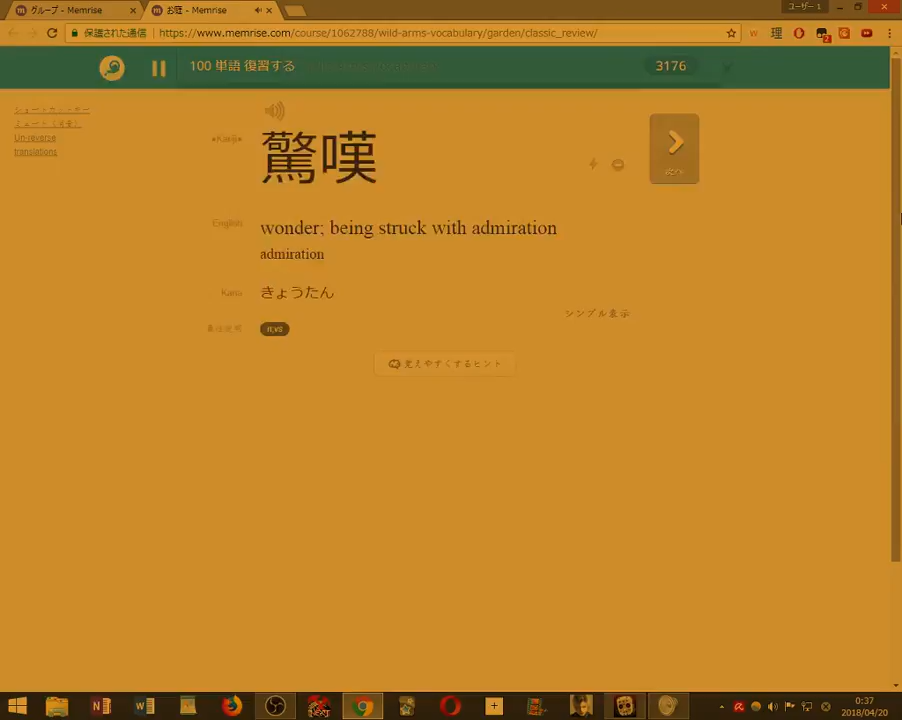 グループ - Memrise
お庭 - Memrise
ユーザー 1
保護された通信
https://www.memrise.com/course/1062788/wild-arms-vocabulary/garden/classic_review/
100 単語 復習する
3176
Un-reverse
translations
•Kanji•
驚嘆
次へ
English
wonder; being struck with admiration
admiration
Kana
きょうたん
シンプル表示
n,vs
覚えやすくするヒント
0:37
2018/04/20